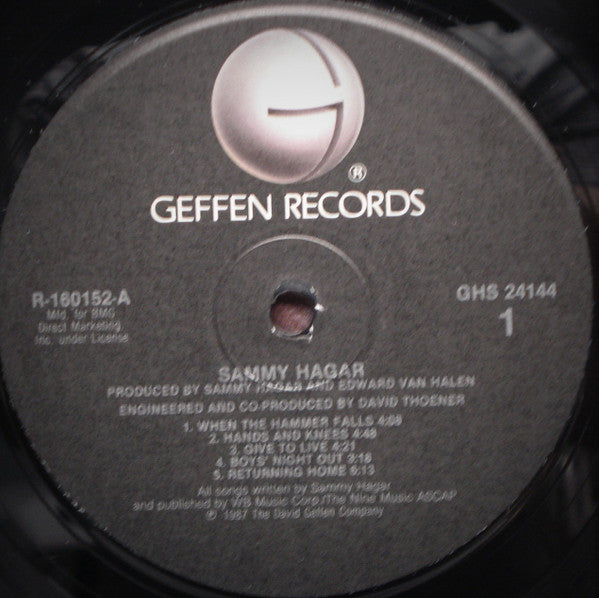 G
®
GEFFEN RECORDS
R-160152-A
Mfd. for BMG
Direct Marketing,
Inc. under License
GHS 24144
1
SAMMY HAGAR
PRODUCED BY SAMMY HAGAR AND EDWARD VAN HALEN
ENGINEERED AND CO-PRODUCED BY DAVID THOENER
1. WHEN THE HAMMER FALLS 4:08
2. HANDS AND KNEES 4:48
3. GIVE TO LIVE 4:21
4. BOYS' NIGHT OUT 3:18
5. RETURNING HOME 6:13
All songs written by Sammy Hagar
and published by WB Music Corp./The Nine Music ASCAP
℗ 1987 The David Geffen Company